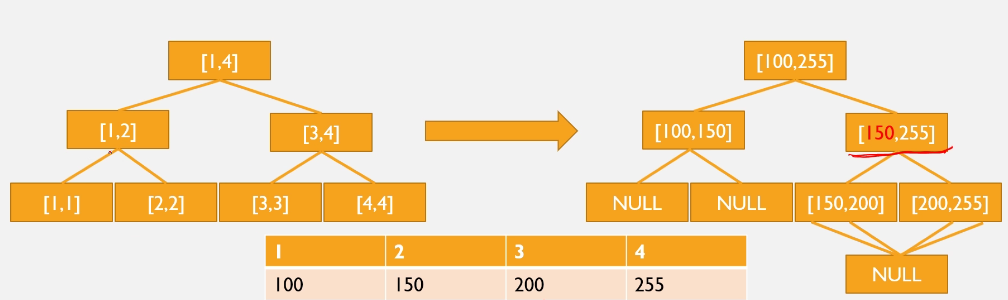 [1,4]
[100,255]
[1,2]
[3,4]
[100,150]
[150,255]
[1,1]
[2,2]
[3,3]
[4,4]
NULL
NULL
[150,200]
[200,255]
1 2 3 4
100 150 200 255
NULL